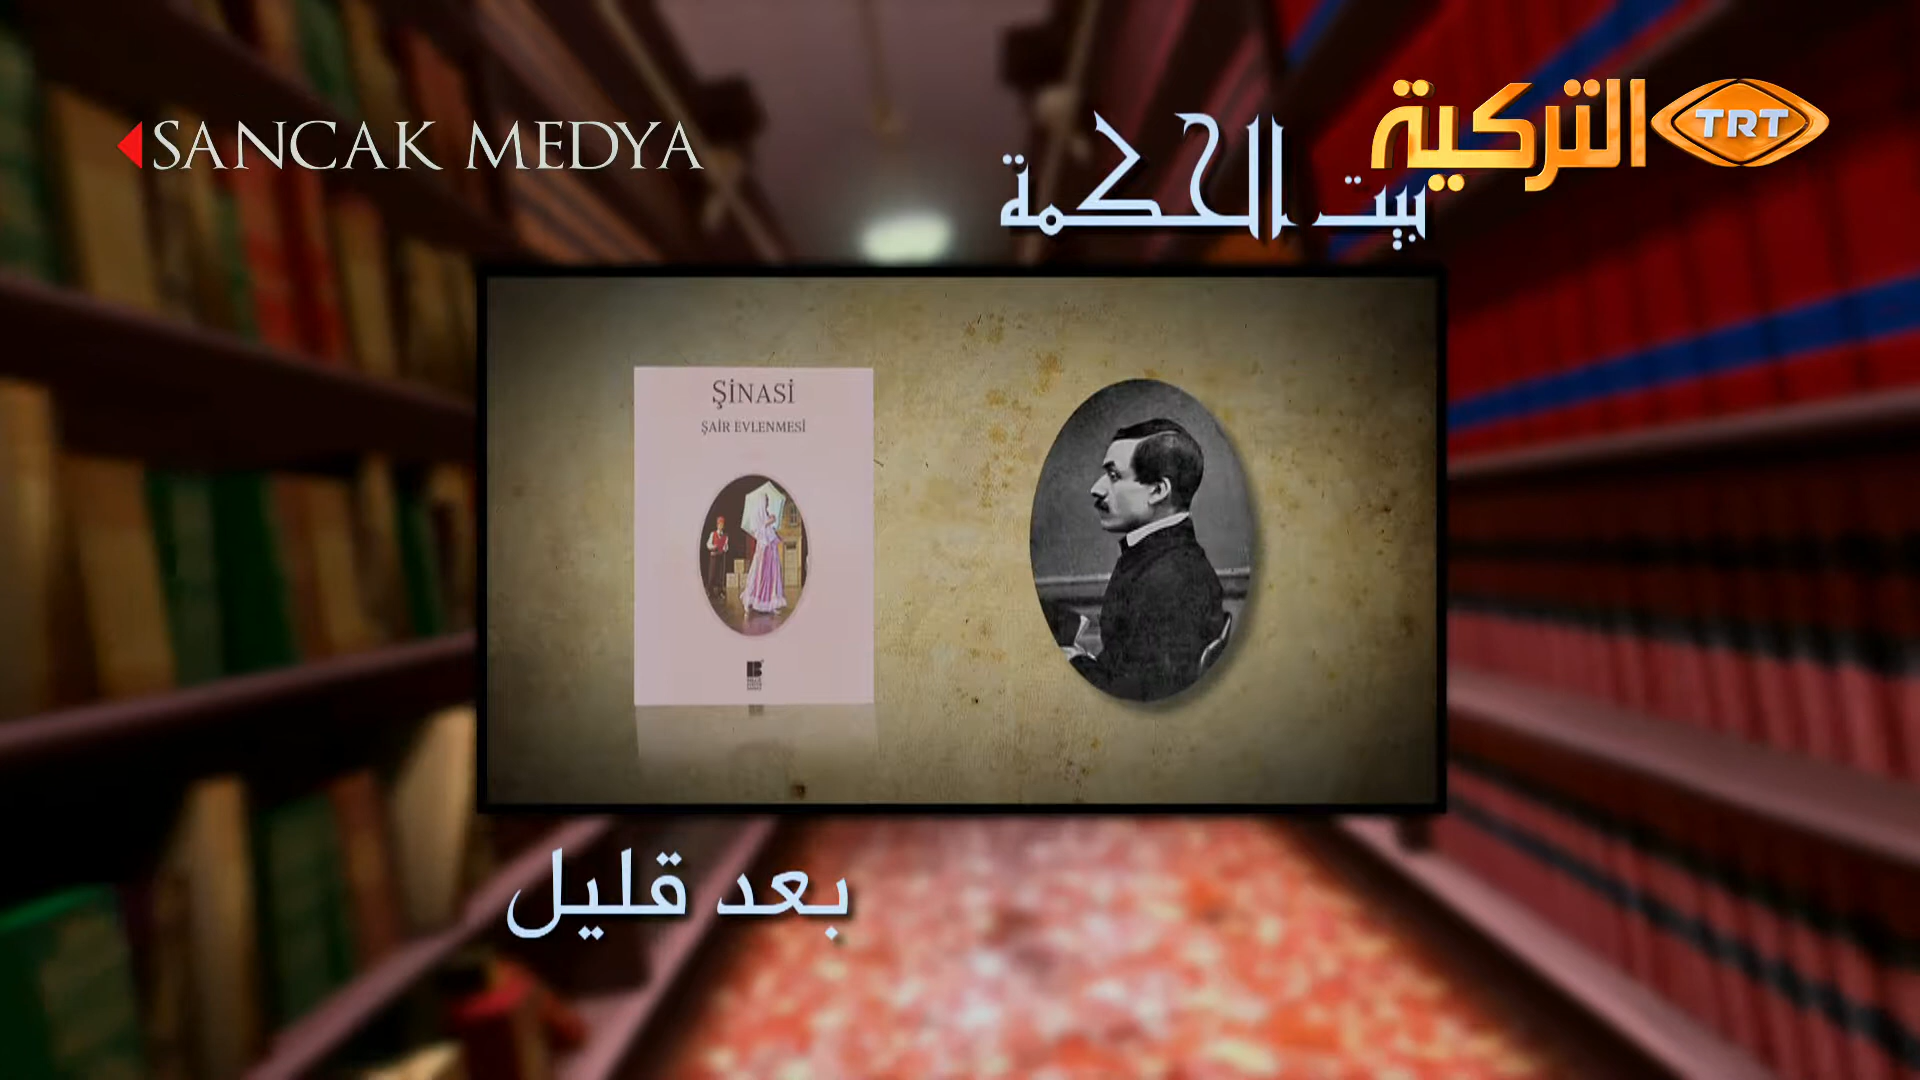 SANCAK MEDYA
التركية TRT
بيت الحكمة
ŞİNASİ
ŞAİR EVLENMESİ
بعد قليل